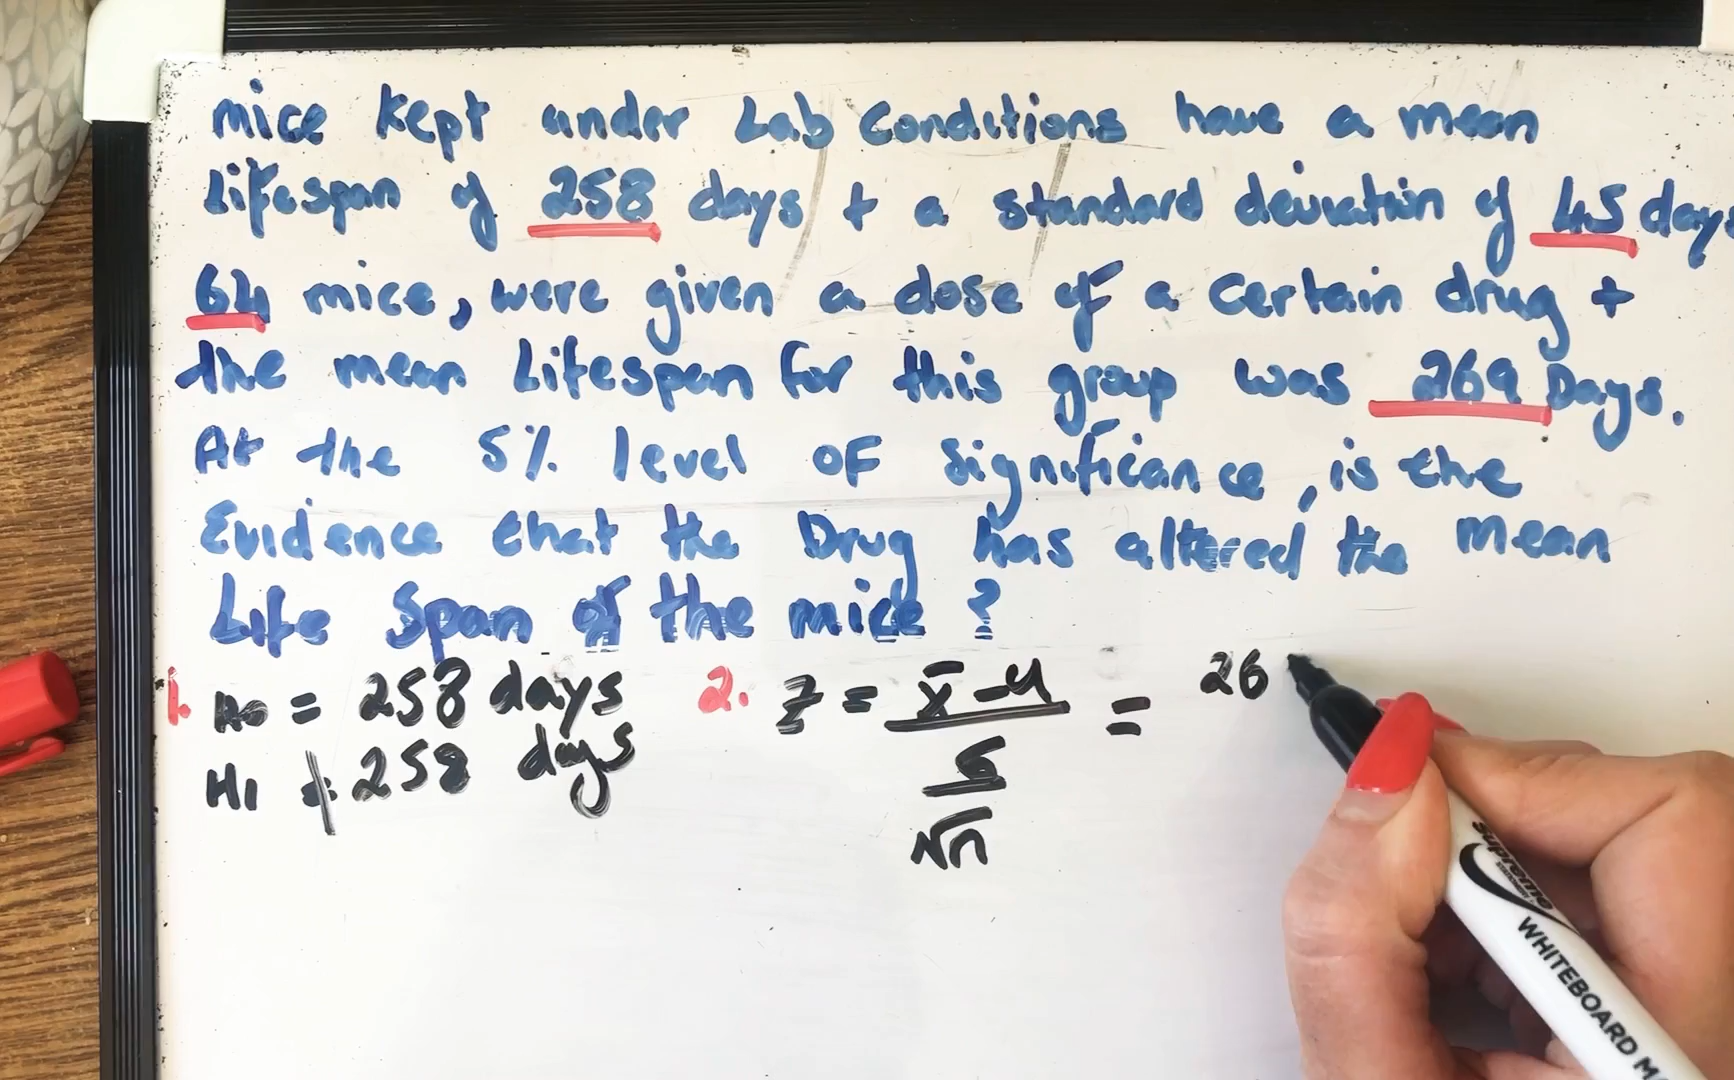 mice kept under Lab Conditions have a mean
Lifespan of 258 days + a standard deviation of 45 days
64 mice, were given a dose of a certain drug +
the mean Lifespan for this group was 269 Days.
At the 5% level OF significance, is the
Evidence that the Drug has altered the mean
Life Span of the mice ?
1. H0 = 258 days
H1 ≠ 258 days
2. z = x̄ - μ / σ / √n = 26
WHITEBOARD MA